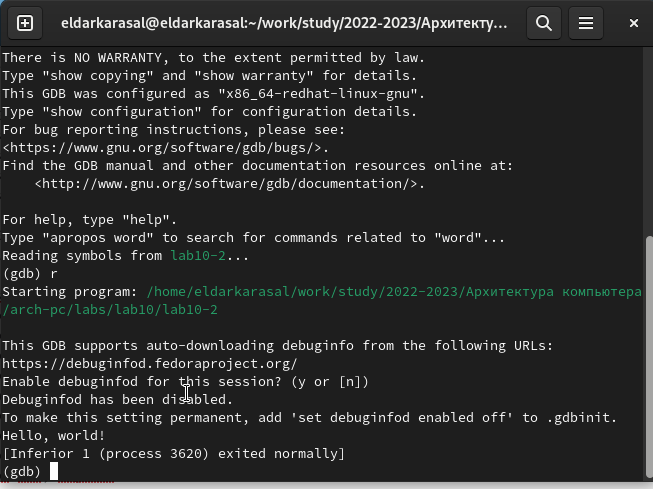 eldarkarasal@eldarkarasal:~/work/study/2022-2023/Архитекту...
There is NO WARRANTY, to the extent permitted by law.
Type "show copying" and "show warranty" for details.
This GDB was configured as "x86_64-redhat-linux-gnu".
Type "show configuration" for configuration details.
For bug reporting instructions, please see:
<https://www.gnu.org/software/gdb/bugs/>.
Find the GDB manual and other documentation resources online at:
    <http://www.gnu.org/software/gdb/documentation/>.

For help, type "help".
Type "apropos word" to search for commands related to "word"...
Reading symbols from lab10-2...
(gdb) r
Starting program: /home/eldarkarasal/work/study/2022-2023/Архитектура компьютера
/arch-pc/labs/lab10/lab10-2

This GDB supports auto-downloading debuginfo from the following URLs:
https://debuginfod.fedoraproject.org/
Enable debuginfod for this session? (y or [n])
Debuginfod has been disabled.
To make this setting permanent, add 'set debuginfod enabled off' to .gdbinit.
Hello, world!
[Inferior 1 (process 3620) exited normally]
(gdb)